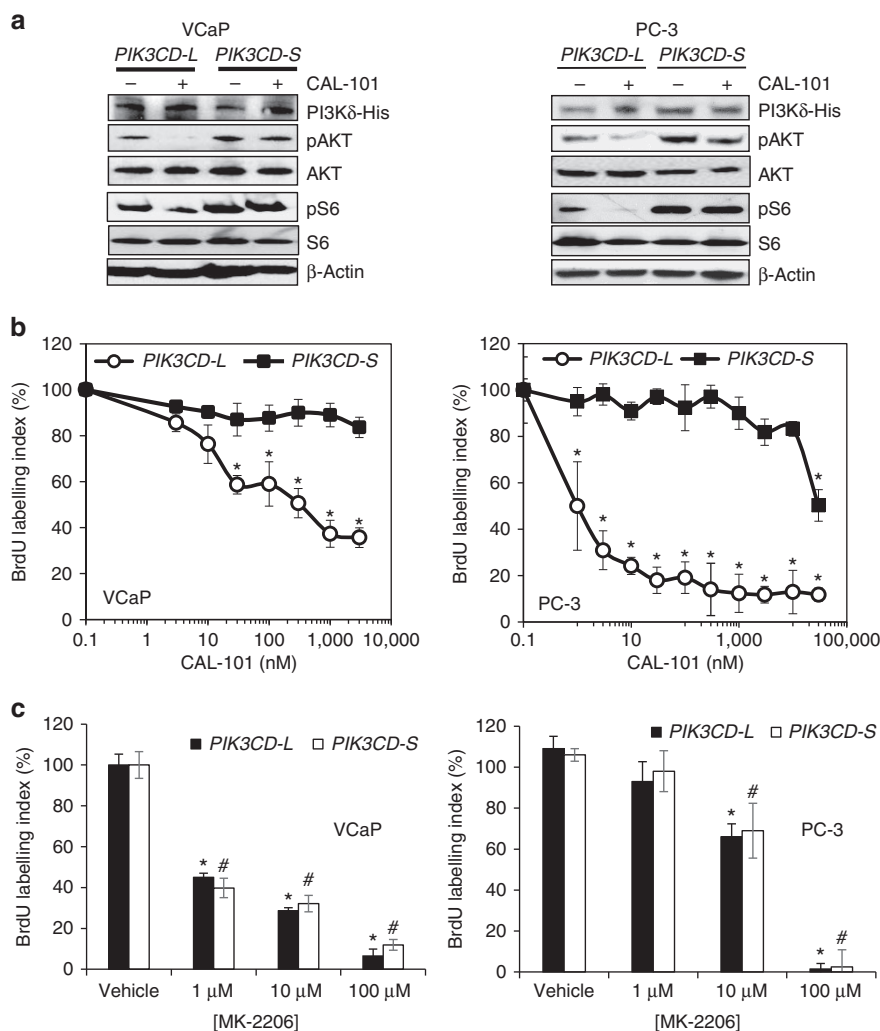 a
VCaP
PIK3CD-L PIK3CD-S
– + – + CAL-101
PI3Kδ-His
pAKT
AKT
pS6
S6
β-Actin
PC-3
PIK3CD-L PIK3CD-S
– + – + CAL-101
PI3Kδ-His
pAKT
AKT
pS6
S6
β-Actin
b
BrdU labelling index (%)
120
100
80
60
40
20
0
PIK3CD-L PIK3CD-S
* * * * *
VCaP
0.1 1 10 100 1,000 10,000
CAL-101 (nM)
BrdU labelling index (%)
120
100
80
60
40
20
0
PIK3CD-L PIK3CD-S
* * * * * * * * * *
*
PC-3
0.1 10 1,000 100,000
CAL-101 (nM)
c
BrdU labelling index (%)
120
100
80
60
40
20
0
PIK3CD-L PIK3CD-S
VCaP
* # * # * #
Vehicle 1 μM 10 μM 100 μM
[MK-2206]
BrdU labelling index (%)
120
100
80
60
40
20
0
PIK3CD-L PIK3CD-S
PC-3
* # * #
Vehicle 1 μM 10 μM 100 μM
[MK-2206]